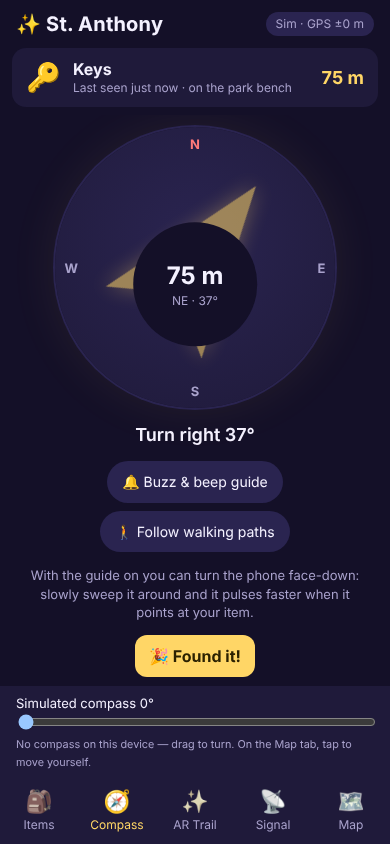 ✨ St. Anthony
Sim · GPS ±0 m
Keys
Last seen just now · on the park bench
75 m
N
W
E
75 m
NE · 37°
S
Turn right 37°
🔔 Buzz & beep guide
🚶 Follow walking paths
With the guide on you can turn the phone face-down:
slowly sweep it around and it pulses faster when it
points at your item.
🎉 Found it!
Simulated compass 0°
No compass on this device — drag to turn. On the Map tab, tap to
move yourself.
Items
Compass
AR Trail
Signal
Map